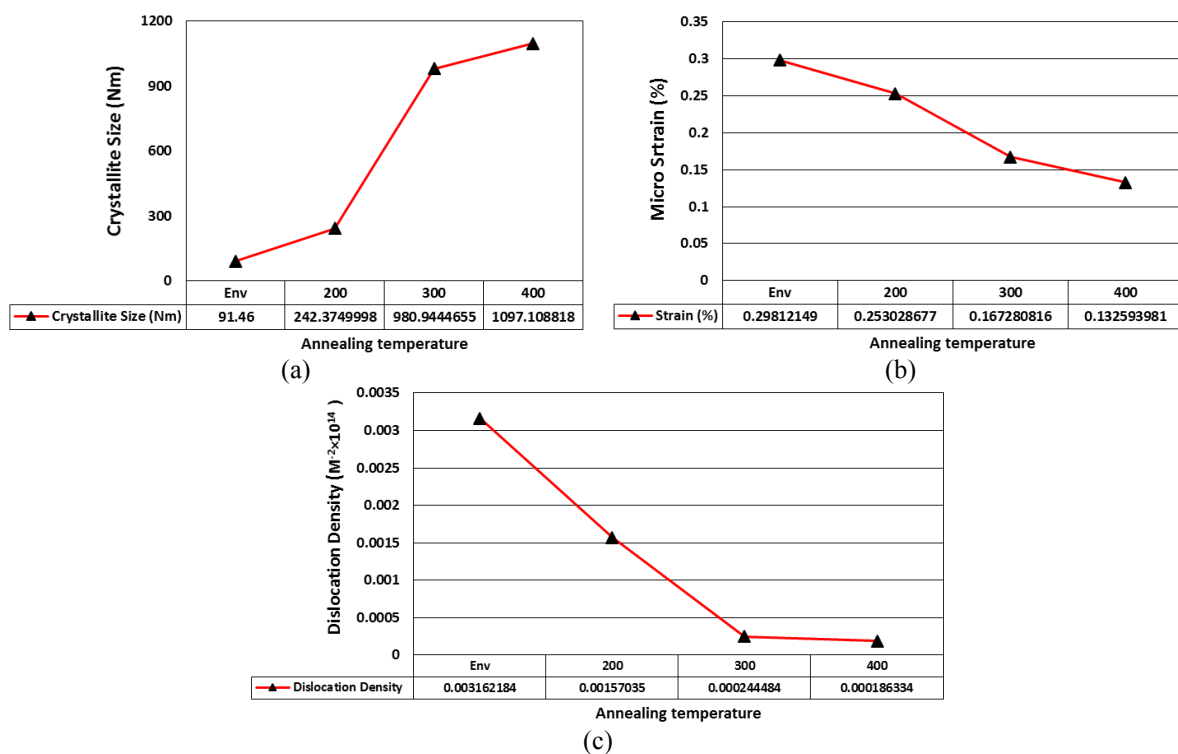 1200
900
600
300
0
Crystallite Size (Nm)
Env 200 300 400
Crystallite Size (Nm) 91.46 242.3749998 980.9444655 1097.108818
Annealing temperature
(a)
0.35
0.3
0.25
0.2
0.15
0.1
0.05
0
Micro Srtrain (%)
Env 200 300 400
Strain (%) 0.29812149 0.253028677 0.167280816 0.132593981
Annealing temperature
(b)
0.0035
0.003
0.0025
0.002
0.0015
0.001
0.0005
0
Dislocation Density (M⁻²×10¹⁴ )
Env 200 300 400
Dislocation Density 0.003162184 0.00157035 0.000244484 0.000186334
Annealing temperature
(c)